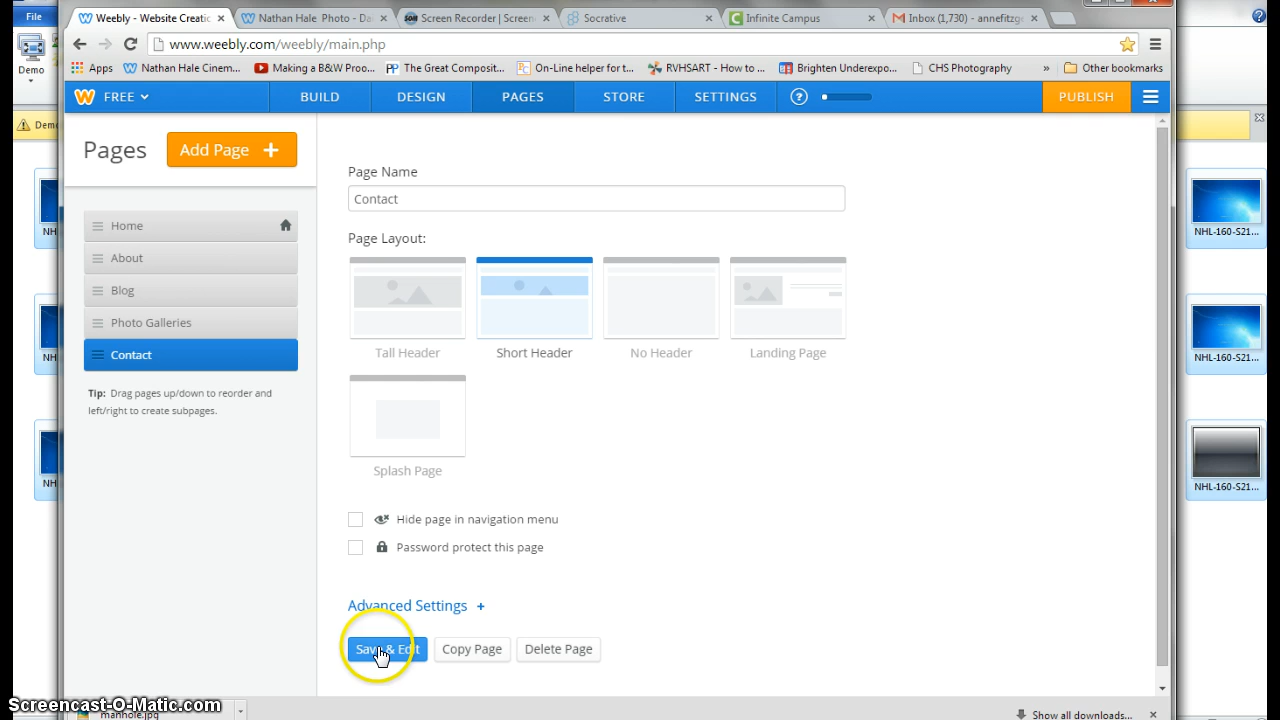 File
Weebly - Website Creatic
Nathan Hale Photo - Da
Screen Recorder | Screen
Socrative
Infinite Campus
Inbox (1,730) - annefitzg
www.weebly.com/weebly/main.php
Demo
Apps
Nathan Hale Cinem...
Making a B&W Proo...
The Great Composit...
On-Line helper for t...
RVHSART - How to ...
Brighten Underexpo...
CHS Photography
»
Other bookmarks
FREE
BUILD
DESIGN
PAGES
STORE
SETTINGS
?
PUBLISH
Demo
Pages
Add Page +
Page Name
Contact
Page Layout:
Home
About
Blog
Photo Galleries
Contact
Tip: Drag pages up/down to reorder and
left/right to create subpages.
Tall Header
Short Header
No Header
Landing Page
Splash Page
Hide page in navigation menu
Password protect this page
Advanced Settings +
Save & Edit
Copy Page
Delete Page
NH
NH
NH
NHL-160-S21...
NHL-160-S21...
NHL-160-S21...
Screencast-O-Matic.com
manhole.jpg
Show all downloads...